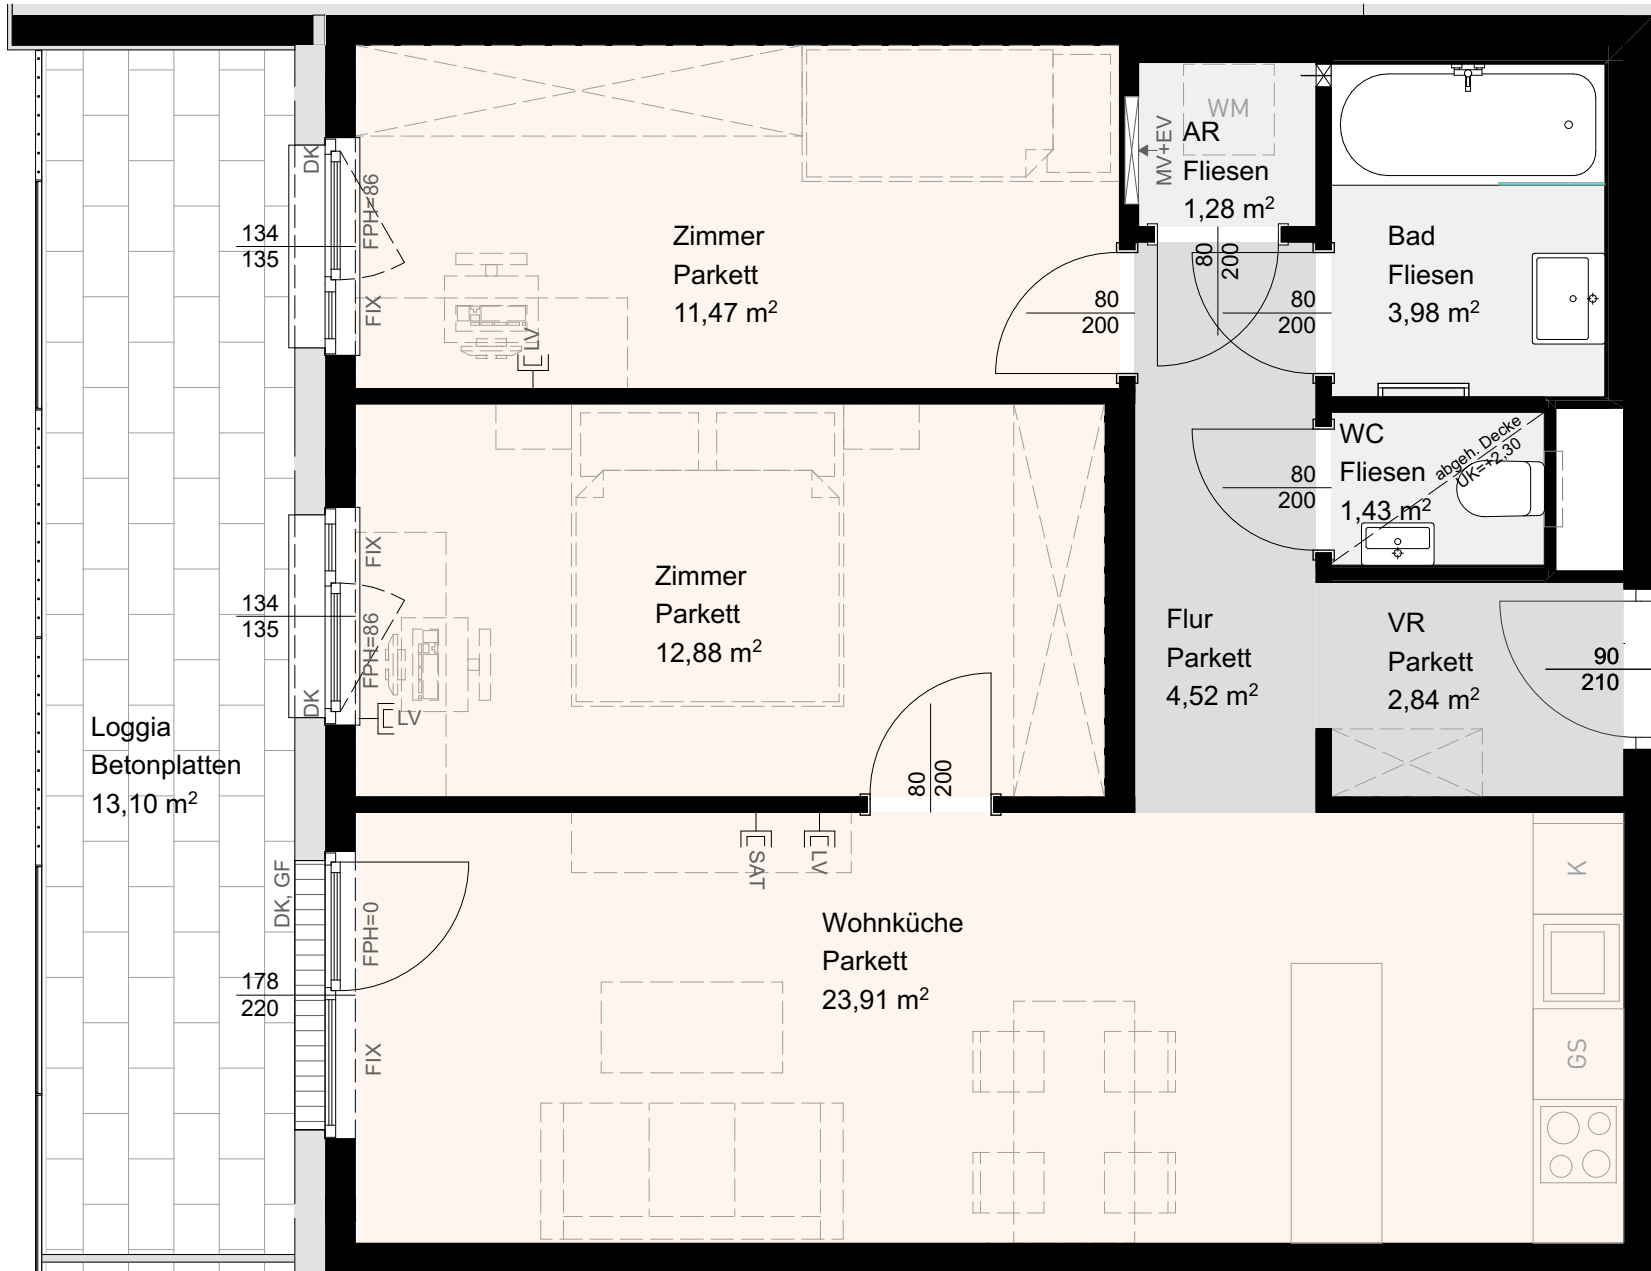 DK
FPH=86
134
135
FIX
LV
Zimmer
Parkett
11,47 m²
80
200
MV+EV
WM
AR
Fliesen
1,28 m²
80
200
80
200
Bad
Fliesen
3,98 m²
WC
Fliesen
1,43 m²
abgeh. Decke
UK=+2,30
80
200
FIX
134
135
FPH=86
DK
LV
Zimmer
Parkett
12,88 m²
80
200
Flur
Parkett
4,52 m²
VR
Parkett
2,84 m²
90
210
Loggia
Betonplatten
13,10 m²
DK, GF
FPH=0
178
220
FIX
SAT
LV
Wohnküche
Parkett
23,91 m²
K
GS